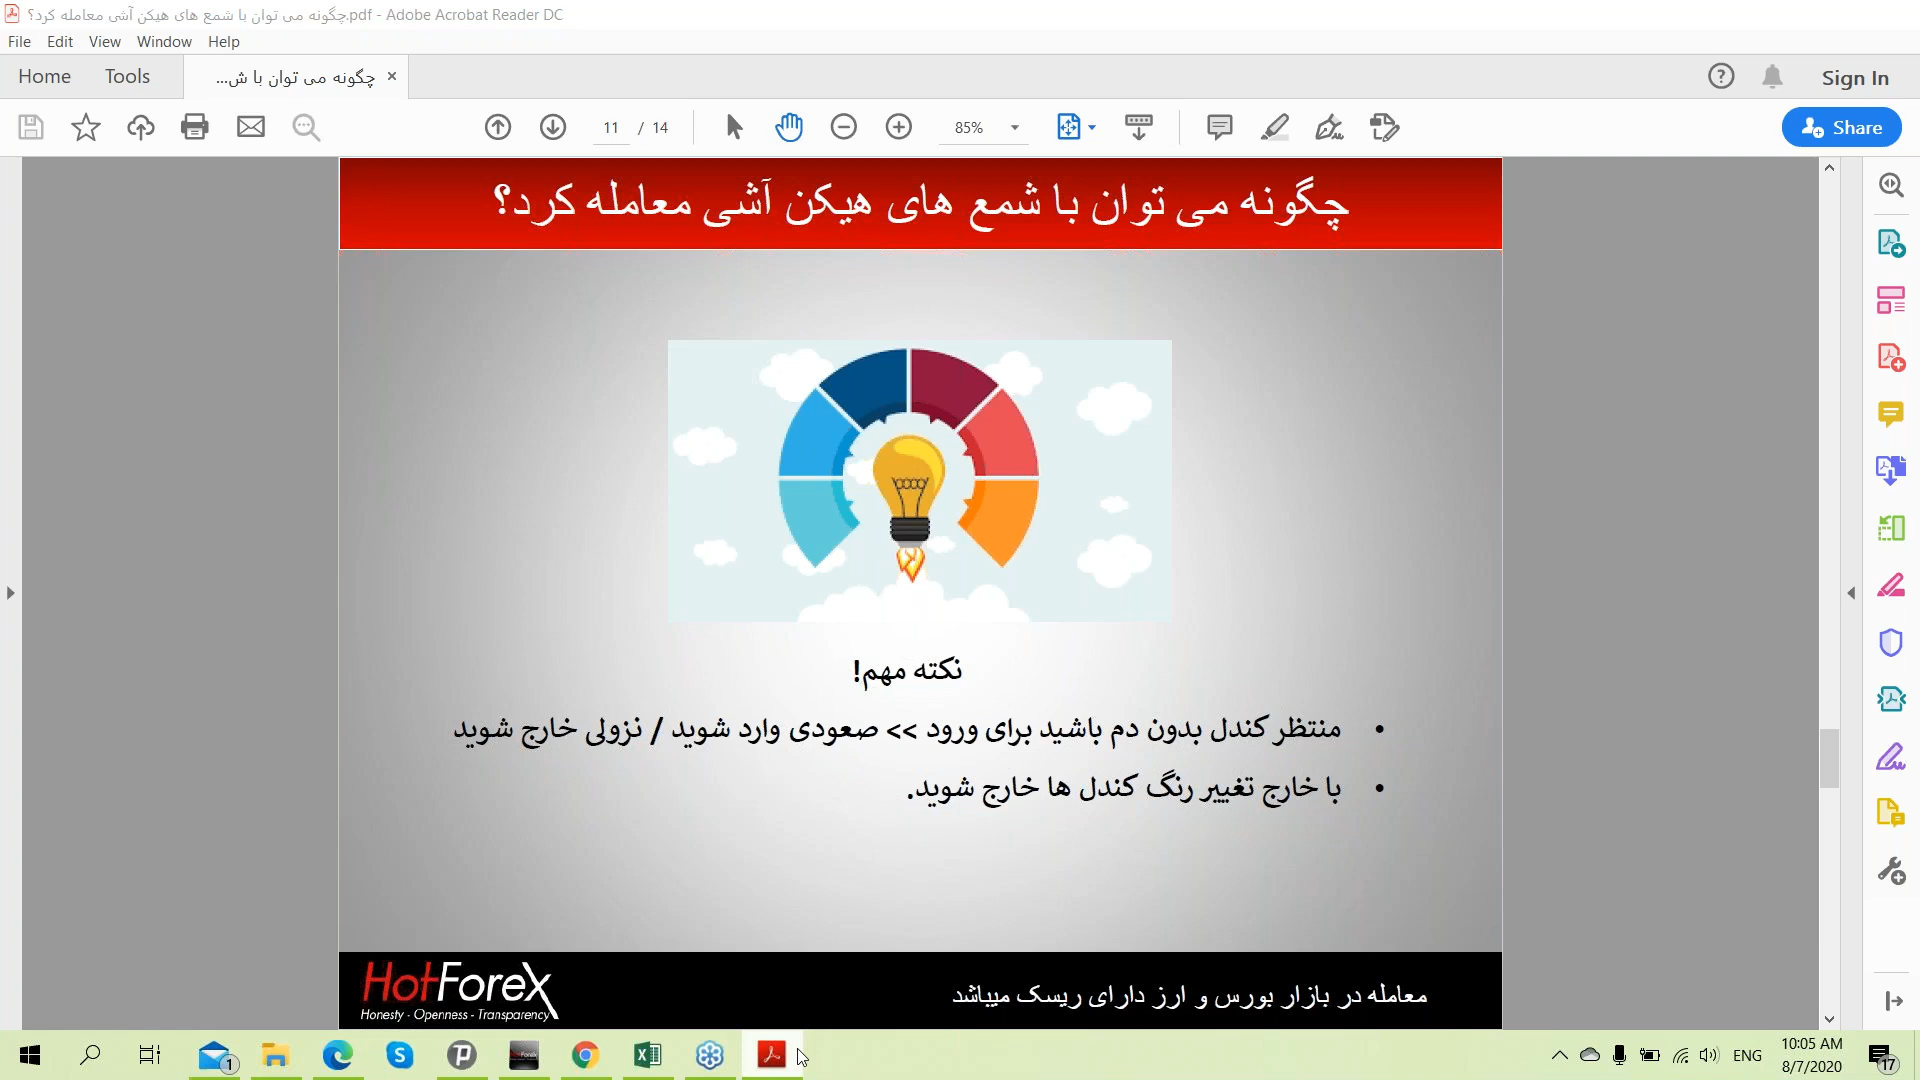 چگونه می توان با شمع های هیکن آشی معامله کرد؟.pdf - Adobe Acrobat Reader DC
File Edit View Window Help
Home Tools چگونه می توان با ش... ×
Sign In
11 / 14 85% Share
چگونه می توان با شمع های هیکن آشی معامله کرد؟
نکته مهم!
• منتظر کندل بدون دم باشید برای ورود >> صعودی وارد شوید / نزولی خارج شوید
• با خارج تغییر رنگ کندل ها خارج شوید.
HotForex
Honesty - Openness - Transparency
معامله در بازار بورس و ارز دارای ریسک میباشد
1
ENG
10:05 AM
8/7/2020
17